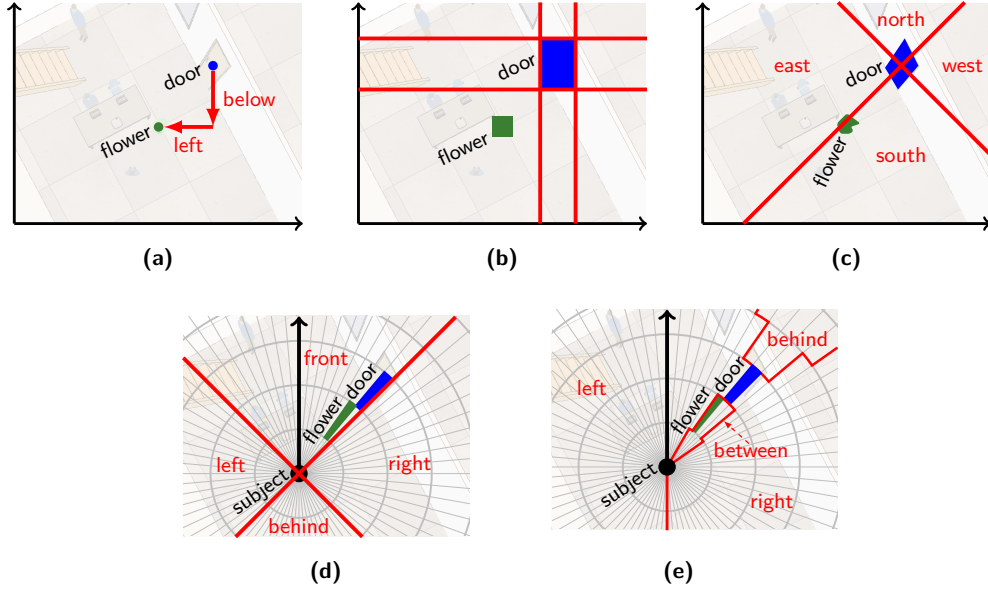 door
below
flower
left
(a)
door
flower
(b)
north
east
west
door
flower
south
(c)
front
door
flower
left
right
subject
behind
(d)
behind
left
door
flower
between
subject
right
(e)